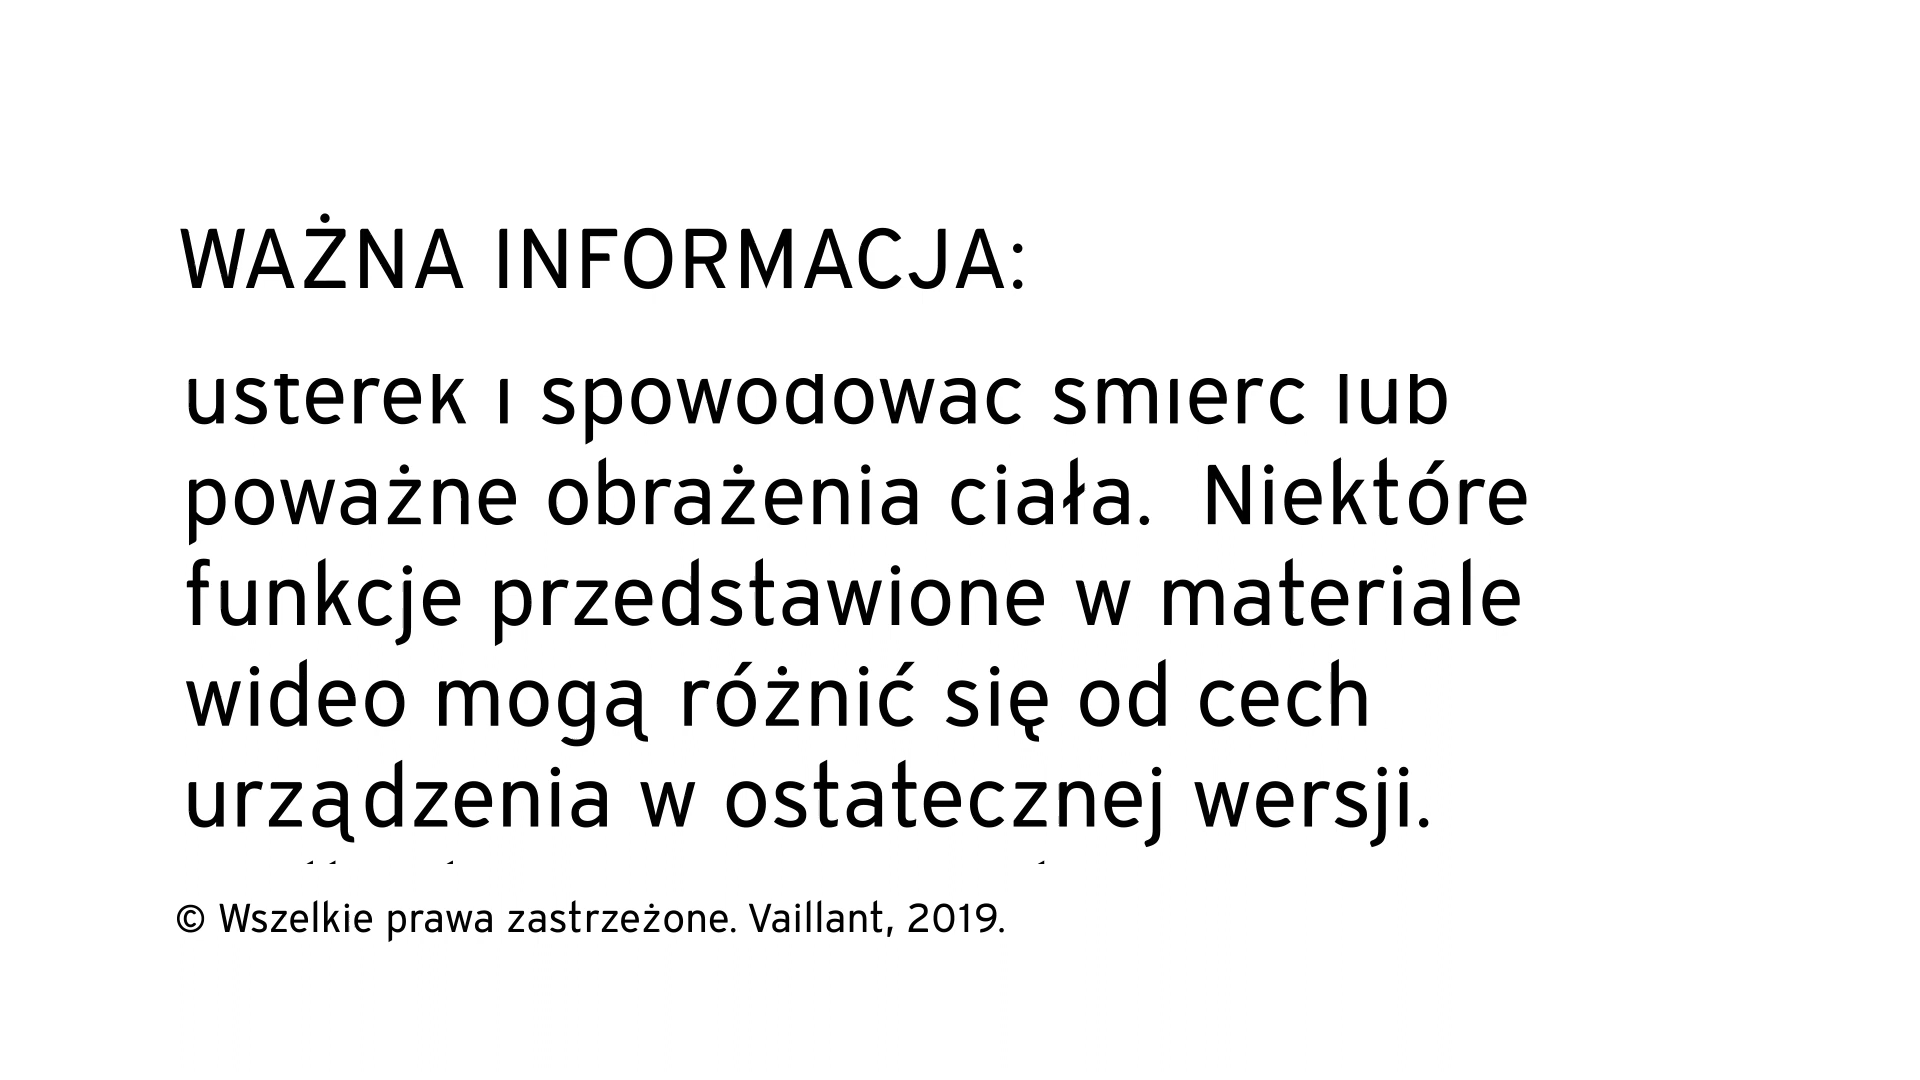 WAŻNA INFORMACJA:
usterek i spowodować śmierć lub
poważne obrażenia ciała. Niektóre
funkcje przedstawione w materiale
wideo mogą różnić się od cech
urządzenia w ostatecznej wersji.
© Wszelkie prawa zastrzeżone. Vaillant, 2019.